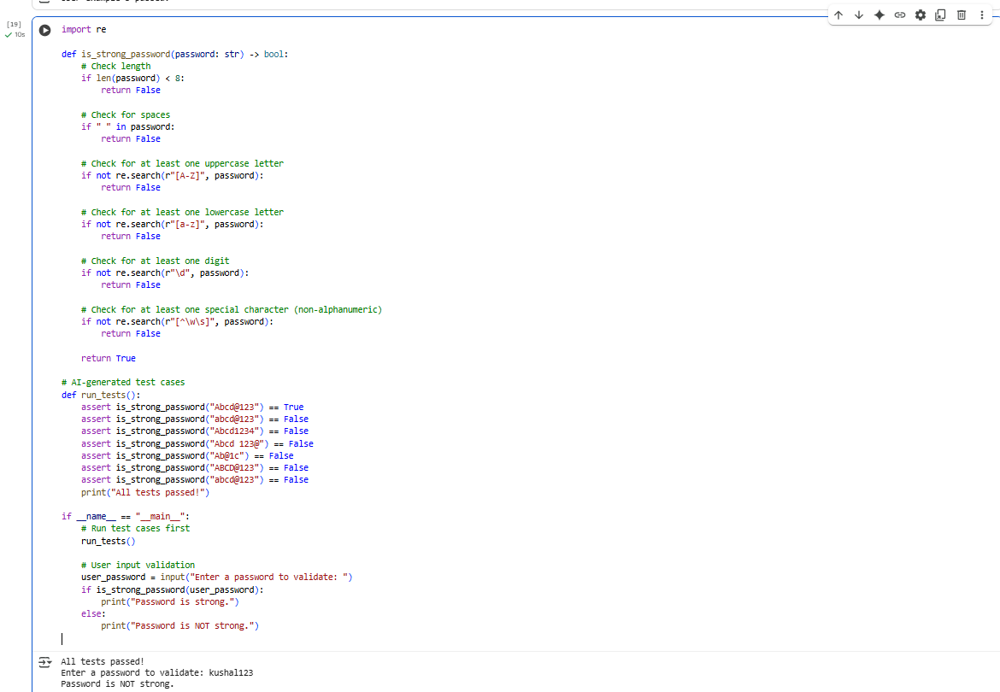 [19]
10s
import re
def is_strong_password(password: str) -> bool:
    # Check length
    if len(password) < 8:
        return False
    # Check for spaces
    if " " in password:
        return False
    # Check for at least one uppercase letter
    if not re.search(r"[A-Z]", password):
        return False
    # Check for at least one lowercase letter
    if not re.search(r"[a-z]", password):
        return False
    # Check for at least one digit
    if not re.search(r"\d", password):
        return False
    # Check for at least one special character (non-alphanumeric)
    if not re.search(r"[^\w\s]", password):
        return False
    return True
# AI-generated test cases
def run_tests():
    assert is_strong_password("Abcd@123") == True
    assert is_strong_password("abcd@123") == False
    assert is_strong_password("Abcd1234") == False
    assert is_strong_password("Abcd 123@") == False
    assert is_strong_password("Ab@1c") == False
    assert is_strong_password("ABCD@123") == False
    assert is_strong_password("abcd@123") == False
    print("All tests passed!")
if __name__ == "__main__":
    # Run test cases first
    run_tests()
    # User input validation
    user_password = input("Enter a password to validate: ")
    if is_strong_password(user_password):
        print("Password is strong.")
    else:
        print("Password is NOT strong.")
All tests passed!
Enter a password to validate: kushal123
Password is NOT strong.